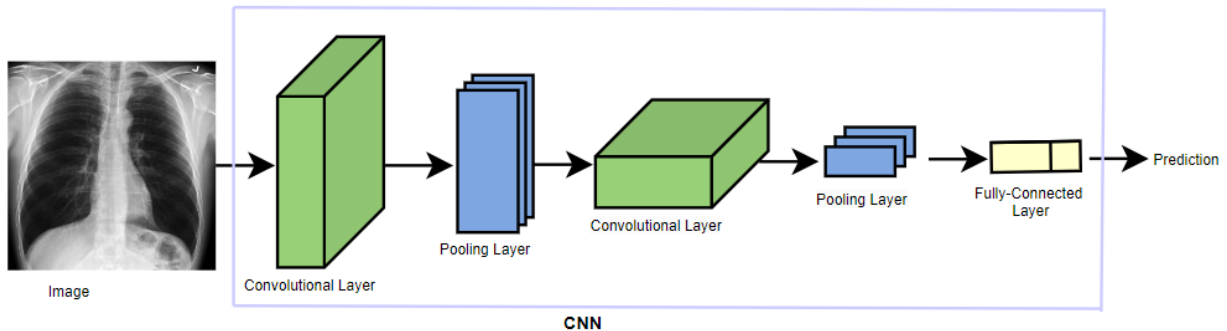 Image
Convolutional Layer
Pooling Layer
Convolutional Layer
Pooling Layer
Fully-Connected
Layer
Prediction
CNN